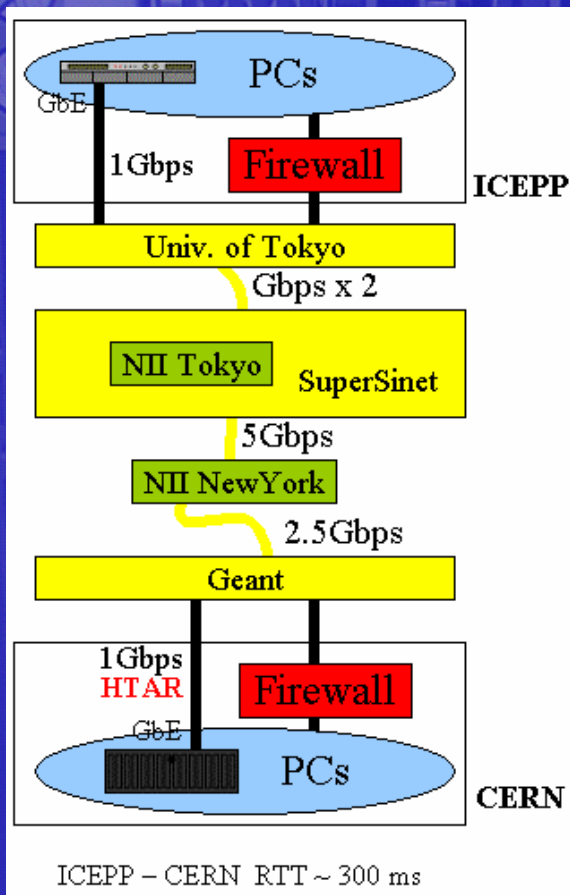 PCs
GbE
1Gbps
Firewall
ICEPP
Univ. of Tokyo
Gbps x 2
NII Tokyo
SuperSinet
5Gbps
NII NewYork
2.5Gbps
Geant
1Gbps
HTAR
Firewall
GbE
PCs
CERN
ICEPP – CERN RTT ~ 300 ms